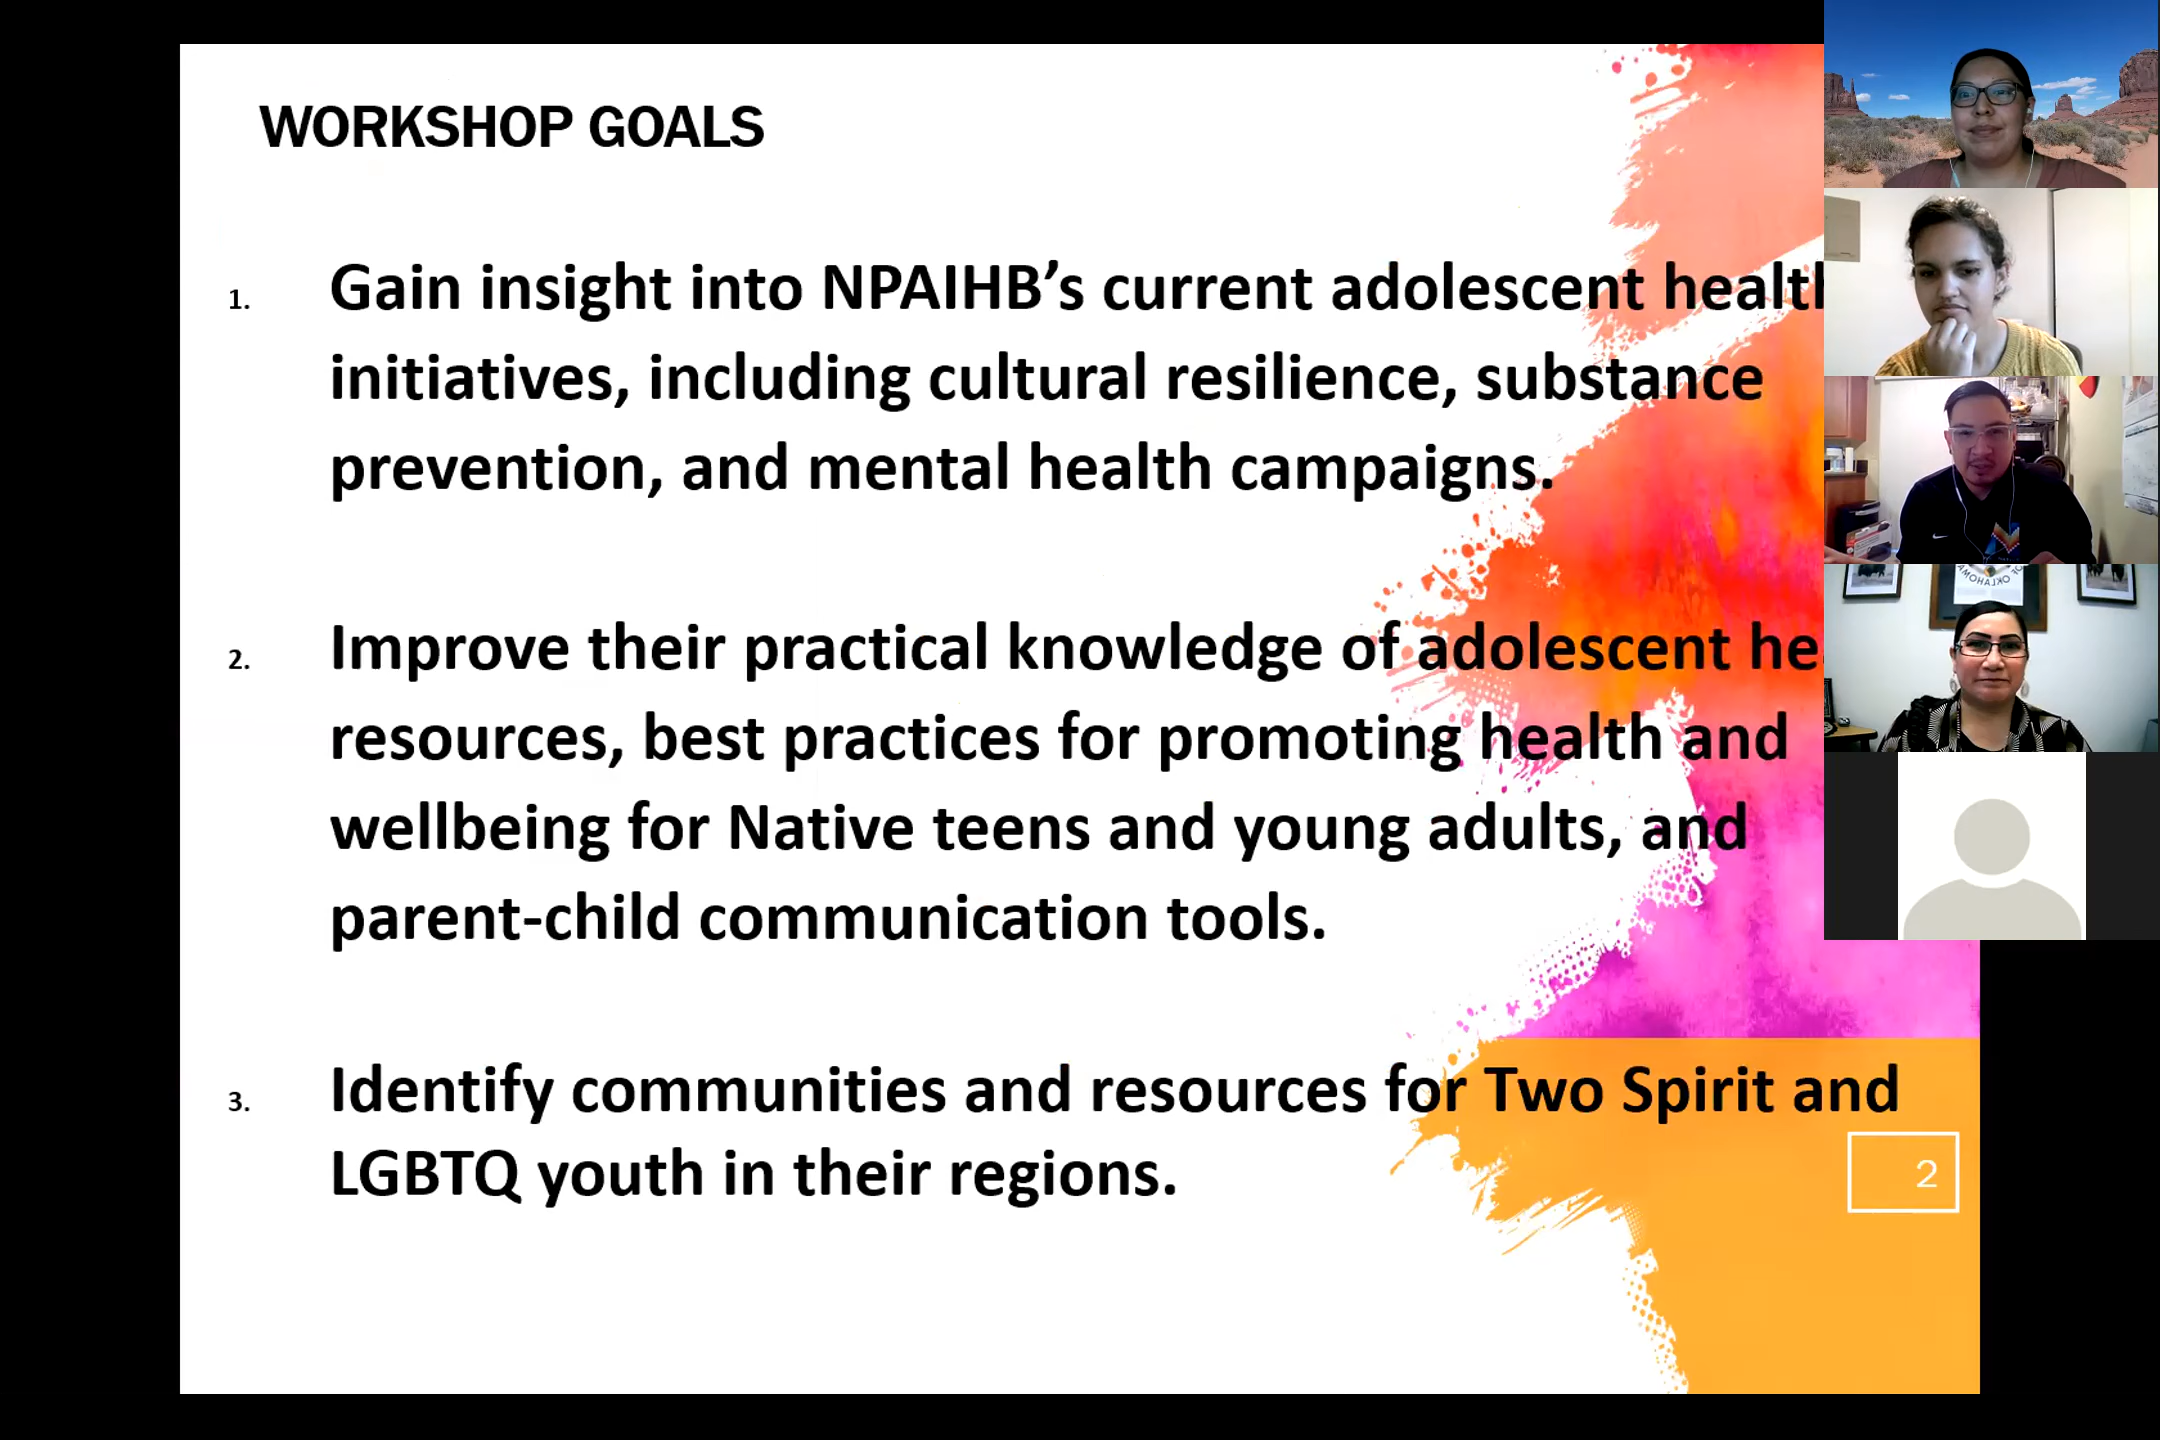 WORKSHOP GOALS
1. Gain insight into NPAIHB's current adolescent health
initiatives, including cultural resilience, substance
prevention, and mental health campaigns.
2. Improve their practical knowledge of adolescent he
resources, best practices for promoting health and
wellbeing for Native teens and young adults, and
parent-child communication tools.
3. Identify communities and resources for Two Spirit and
LGBTQ youth in their regions.
2
OF OKLAHOMA